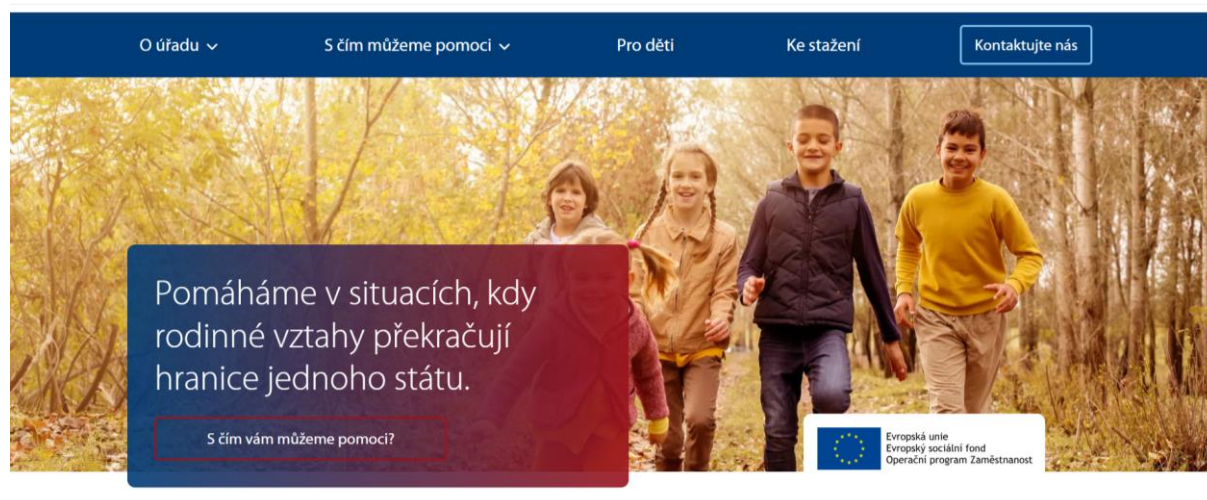 O úřadu
S čím můžeme pomoci
Pro děti
Ke stažení
Kontaktujte nás
Pomáháme v situacích, kdy
rodinné vztahy překračují
hranice jednoho státu.
S čím vám můžeme pomoci?
Evropská unie
Evropský sociální fond
Operační program Zaměstnanost